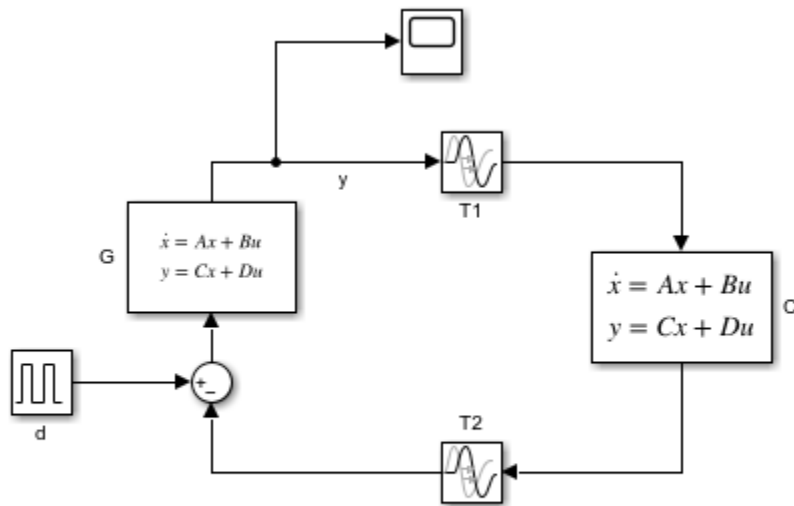 y
T1
G
ẋ = Ax + Bu
y = Cx + Du
ẋ = Ax + Bu
y = Cx + Du
+−
d
T2